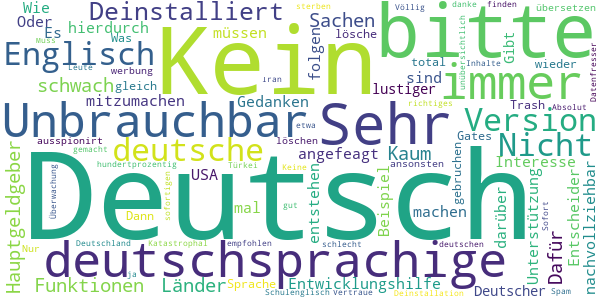 sterben Völlig danke finden
Wie Deinstalliert Sachen übersetzen
Oder hierdurch Kein bitte
Es Was müssen folgen lösche unübersichtlich Gibt wieder
Muss werbung Iran total Inhalte Datenfresser
Englisch immer
Leute gleich sind
schwach mitzumachen Gedanken lustiger Trash Absolut
Unbrauchbar etwa Sehr richtiges Version
ausspioniert löschen Gates
deutsche angefeagt Kaum gebruchen Nicht
gemacht hundertprozentig Türkei Keine ansonsten Interesse
Hauptgeldgeber Überwachung USA entstehen Beispiel machen darüber Unterstützung Entscheider nachvollziehbar
Deutsch
Dann sofortigen mal gut
Nur Deutschland Katastrophal empfohlen schlecht deutschen Sofort Dafür
deutschsprachige
ja
Funktionen Länder Sprache Entwicklungshilfe
Schulenglisch Vertraue Deinstallation Deutscher Spam